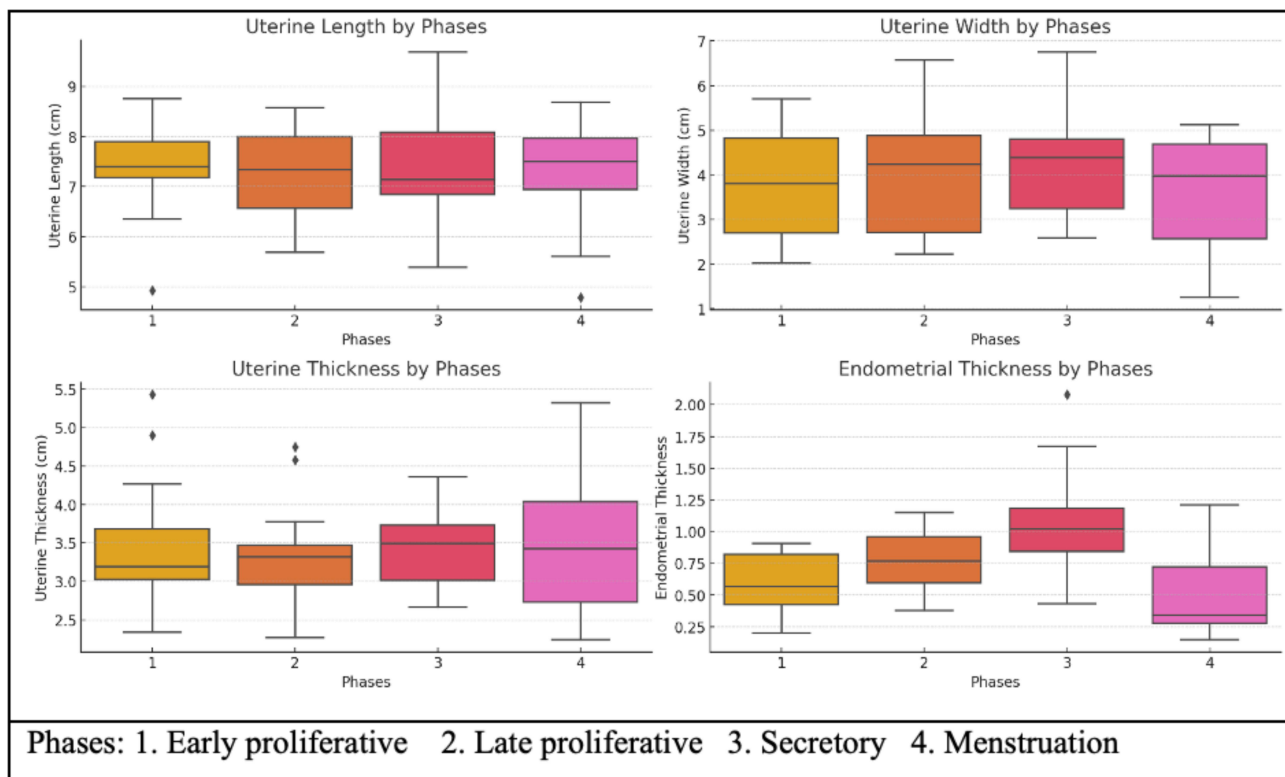 Uterine Length by Phases
Uterine Length (cm)
9
8
7
6
5
1 2 3 4
Phases
Uterine Width by Phases
Uterine Width (cm)
7
6
5
4
3
2
1
1 2 3 4
Phases
Uterine Thickness by Phases
Uterine Thickness (cm)
5.5
5.0
4.5
4.0
3.5
3.0
2.5
1 2 3 4
Phases
Endometrial Thickness by Phases
Endometrial Thickness
2.00
1.75
1.50
1.25
1.00
0.75
0.50
0.25
1 2 3 4
Phases
Phases: 1. Early proliferative 2. Late proliferative 3. Secretory 4. Menstruation